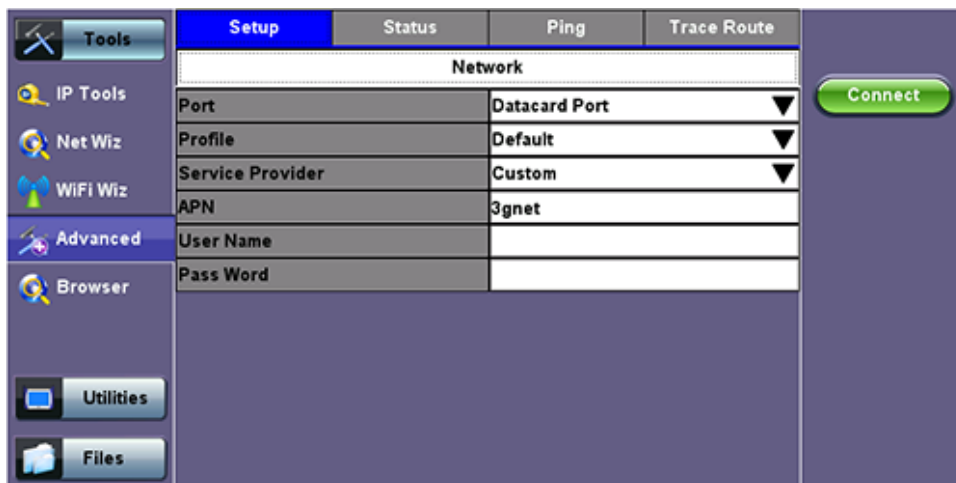 Tools
IP Tools
Net Wiz
WiFi Wiz
Advanced
Browser
Utilities
Files
Setup Status Ping Trace Route
Network
Port Datacard Port
Profile Default
Service Provider Custom
APN 3gnet
User Name
Pass Word
Connect